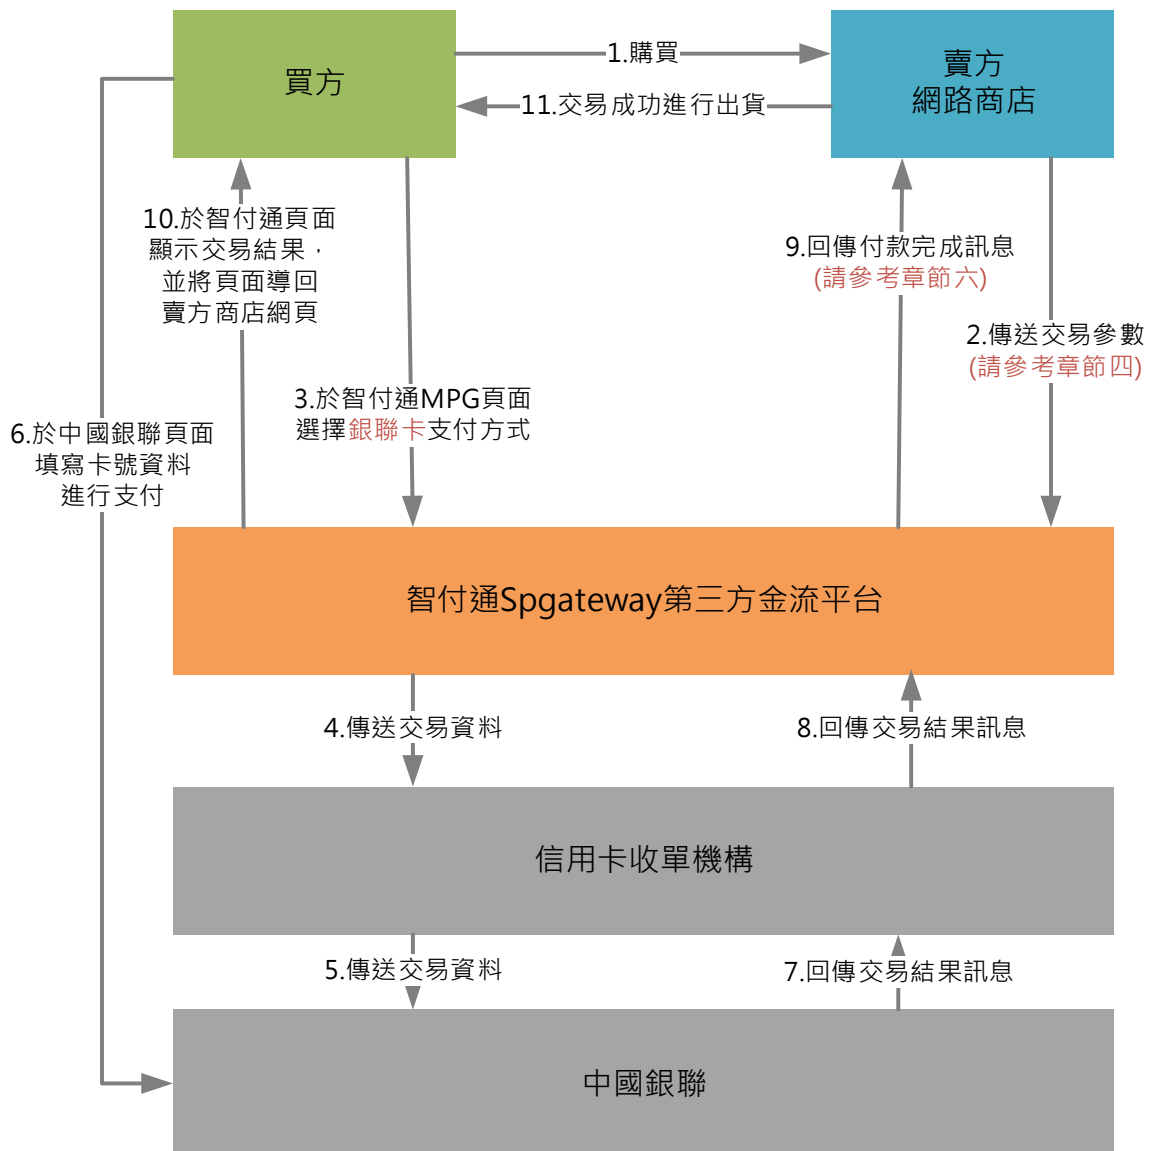 買方
1.購買
賣方
網路商店
11.交易成功進行出貨
10.於智付通頁面
顯示交易結果，
並將頁面導回
賣方商店網頁
9.回傳付款完成訊息
(請參考章節六)
2.傳送交易參數
(請參考章節四)
3.於智付通MPG頁面
選擇銀聯卡支付方式
6.於中國銀聯頁面
填寫卡號資料
進行支付
智付通Spgateway第三方金流平台
4.傳送交易資料
8.回傳交易結果訊息
信用卡收單機構
5.傳送交易資料
7.回傳交易結果訊息
中國銀聯